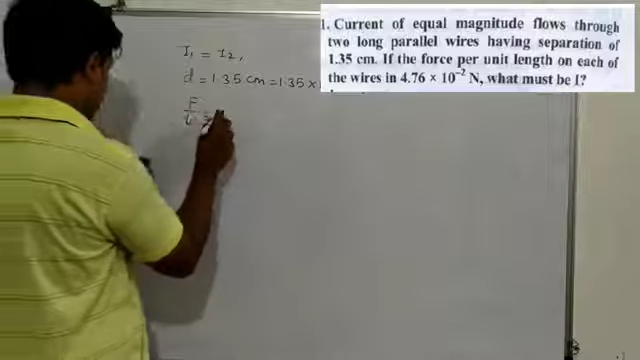 1. Current of equal magnitude flows through
two long parallel wires having separation of
1.35 cm. If the force per unit length on each of
the wires in 4.76 × 10⁻² N, what must be I?
I₁ = I₂,
d = 1.35 cm = 1.35 ×
F